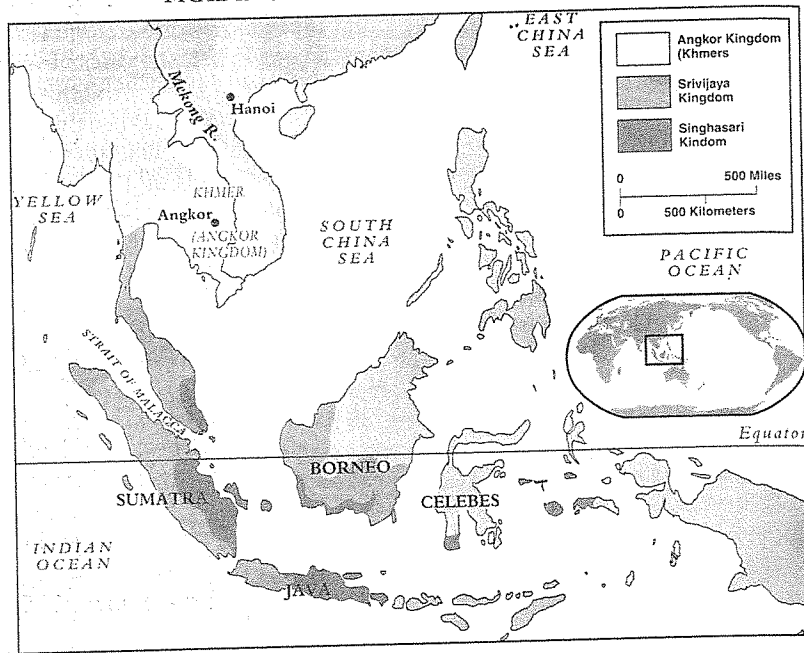 EAST
CHINA
SEA
Angkor Kingdom
(Khmers
Srivijaya
Kingdom
Singhasari
Kindom
0 500 Miles
0 500 Kilometers
Mekong R.
Hanoi
YELLOW
SEA
KHMER
Angkor
(ANGKOR
KINGDOM)
SOUTH
CHINA
SEA
PACIFIC
OCEAN
STRAIT OF MALACCA
Equator
BORNEO
SUMATRA
CELEBES
INDIAN
OCEAN
JAVA